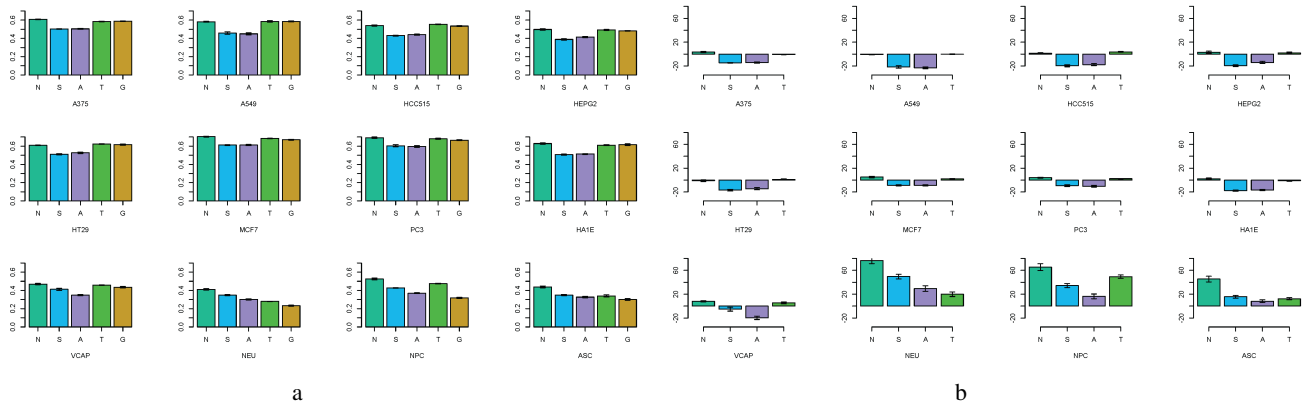 0.0 0.2 0.4 0.6 0.0 0.2 0.4 0.6 0.0 0.2 0.4 0.6 0.0 0.2 0.4 0.6 -20 20 60 -20 20 60 -20 20 60 -20 20 60
N S A T G N S A T G N S A T G N S A T G N S A T N S A T N S A T N S A T
A375 A549 HCC515 HEPG2 A375 A549 HCC515 HEPG2
0.0 0.2 0.4 0.6 0.0 0.2 0.4 0.6 0.0 0.2 0.4 0.6 0.0 0.2 0.4 0.6 -20 20 60 -20 20 60 -20 20 60 -20 20 60
N S A T G N S A T G N S A T G N S A T G N S A T N S A T N S A T N S A T
HT29 MCF7 PC3 HA1E HT29 MCF7 PC3 HA1E
0.0 0.2 0.4 0.6 0.0 0.2 0.4 0.6 0.0 0.2 0.4 0.6 0.0 0.2 0.4 0.6 -20 20 60 -20 20 60 -20 20 60 -20 20 60
N S A T G N S A T G N S A T G N S A T G N S A T N S A T N S A T N S A T
VCAP NEU NPC ASC VCAP NEU NPC ASC
a b